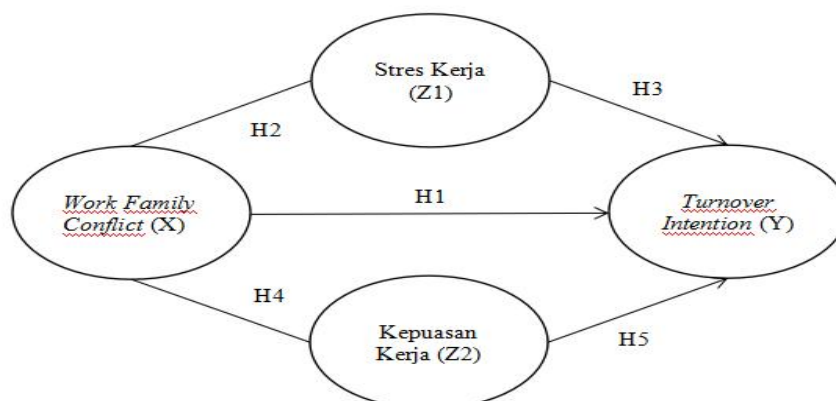 Stres Kerja
(Z1)
H3
H2
H1
Work Family
Conflict (X)
Turnover
Intention (Y)
H4
Kepuasan
Kerja (Z2)
H5